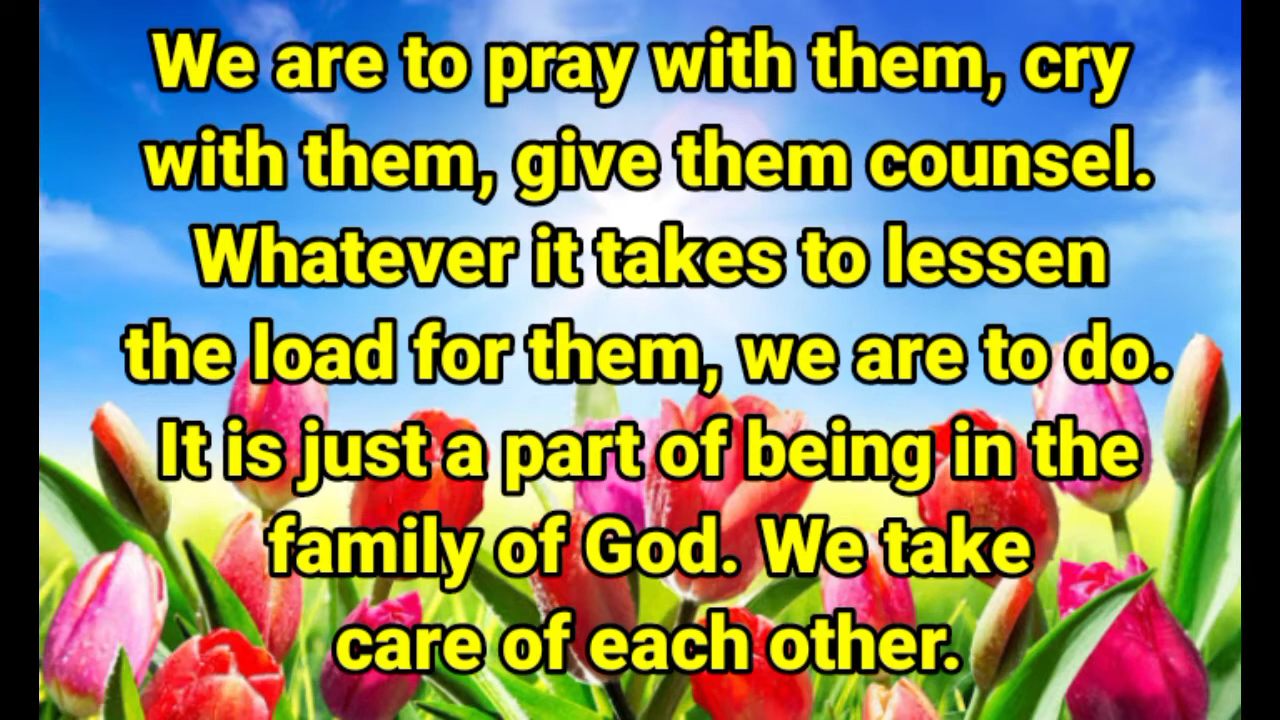 We are to pray with them, cry
with them, give them counsel.
Whatever it takes to lessen
the load for them, we are to do.
It is just a part of being in the
family of God. We take
care of each other.